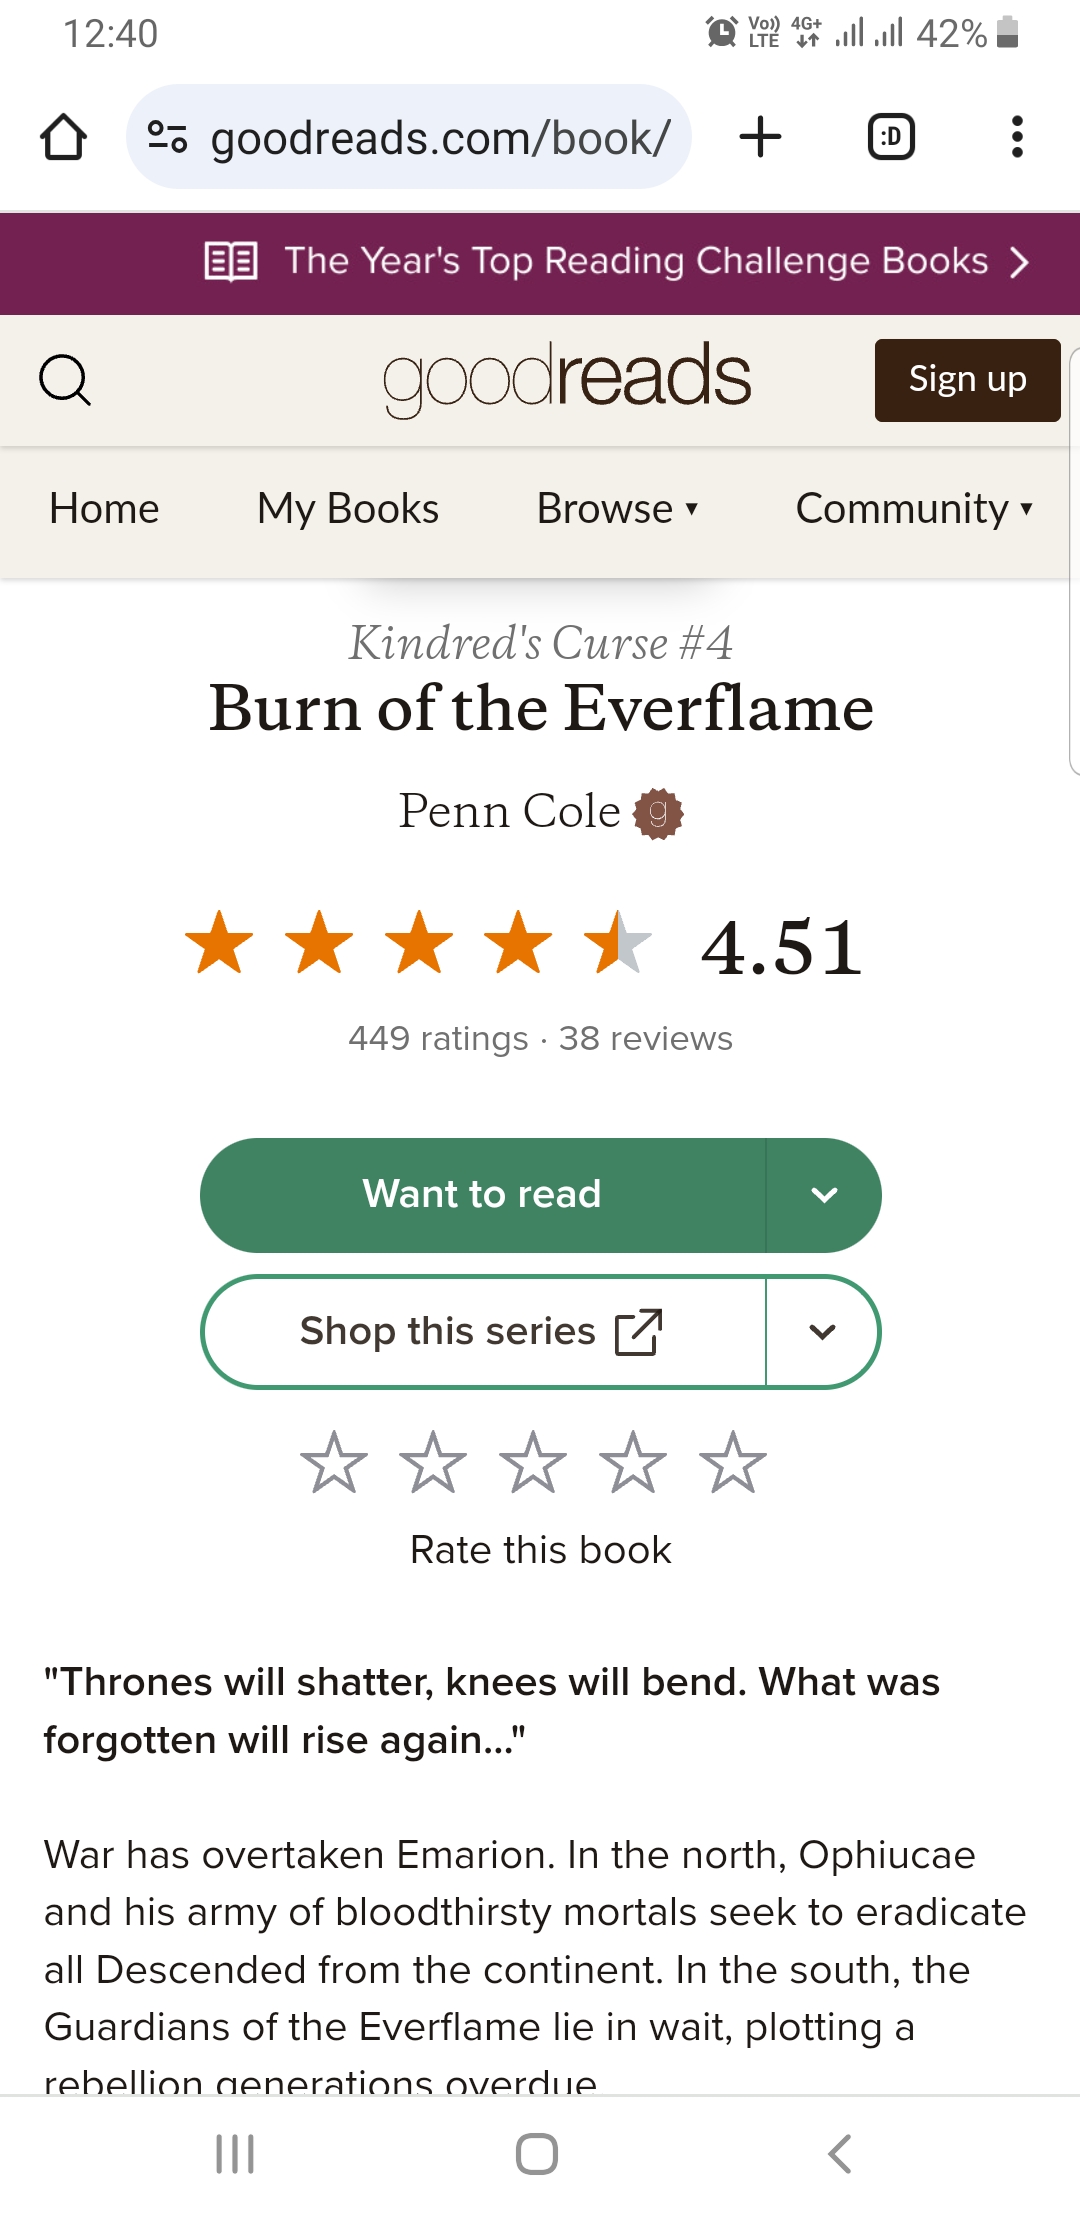 12:40
Vo)) LTE 4G+ 42%
goodreads.com/book/
:D
The Year's Top Reading Challenge Books
goodreads
Sign up
Home My Books Browse Community
Kindred's Curse #4
Burn of the Everflame
Penn Cole g
4.51
449 ratings · 38 reviews
Want to read
Shop this series
Rate this book
"Thrones will shatter, knees will bend. What was
forgotten will rise again..."
War has overtaken Emarion. In the north, Ophiucae
and his army of bloodthirsty mortals seek to eradicate
all Descended from the continent. In the south, the
Guardians of the Everflame lie in wait, plotting a
rebellion generations overdue